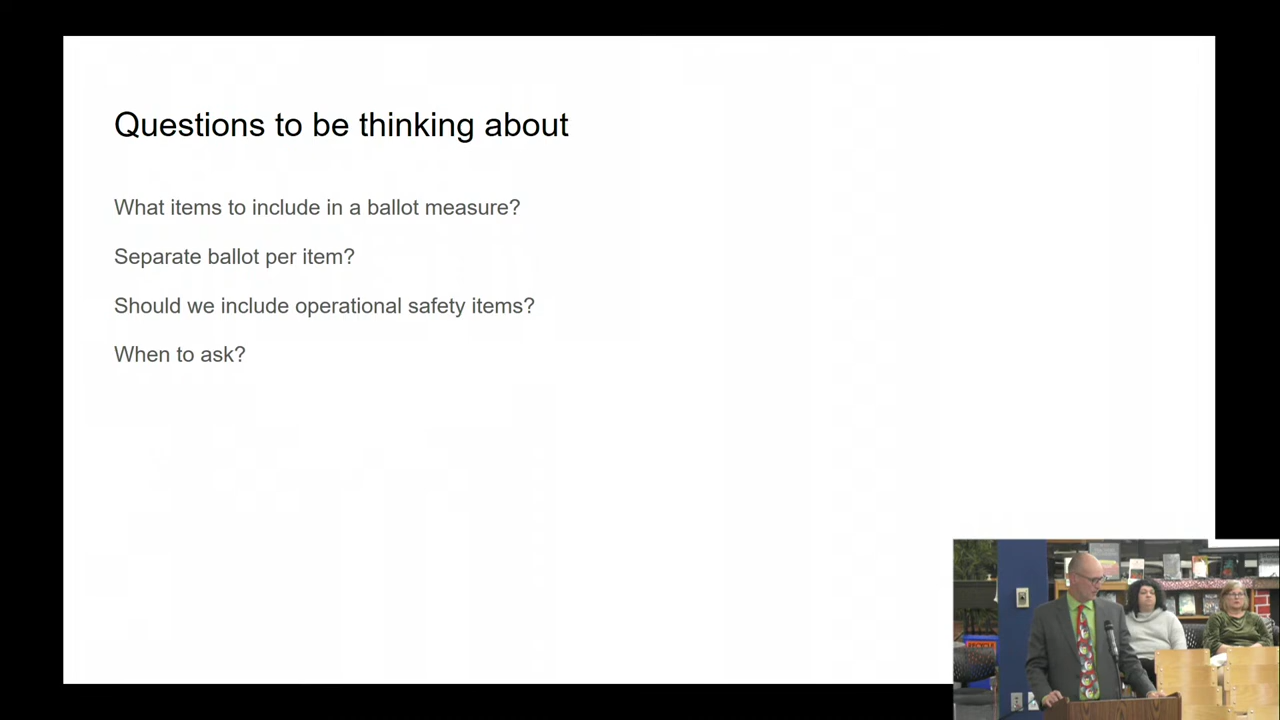 Questions to be thinking about
What items to include in a ballot measure?
Separate ballot per item?
Should we include operational safety items?
When to ask?